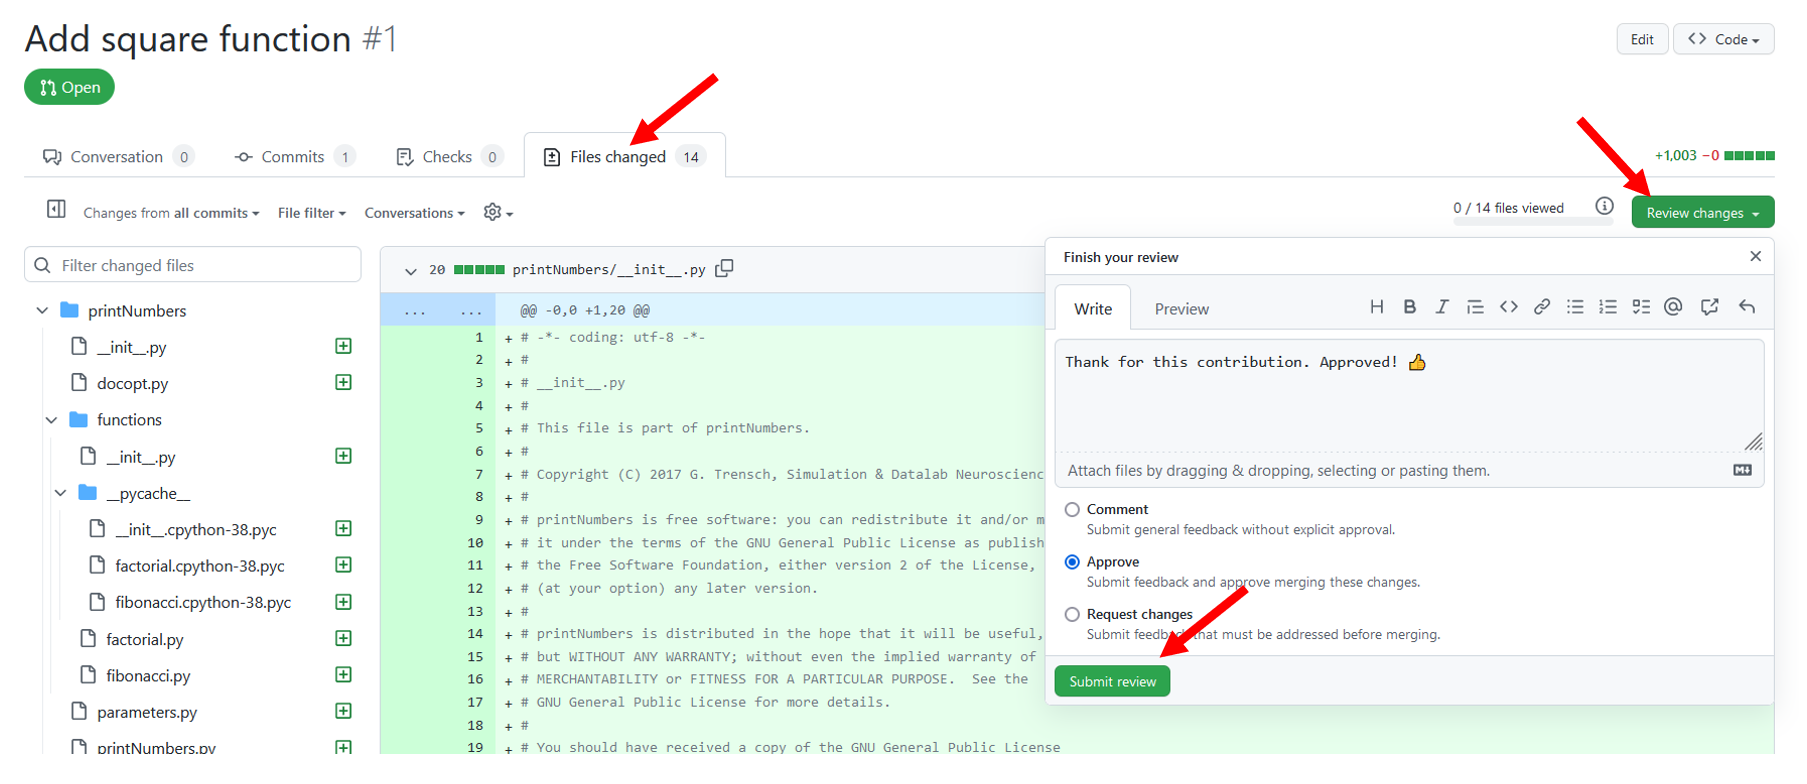 Add square function #1
Edit
Code
Open
Conversation 0
Commits 1
Checks 0
Files changed 14
+1,003 −0
Changes from all commits
File filter
Conversations
0 / 14 files viewed
Review changes
Filter changed files
printNumbers
__init__.py
docopt.py
functions
__init__.py
__pycache__
__init__.cpython-38.pyc
factorial.cpython-38.pyc
fibonacci.cpython-38.pyc
factorial.py
fibonacci.py
parameters.py
printNumbers.py
20 printNumbers/__init__.py
... ... @@ -0,0 +1,20 @@
1 + # -*- coding: utf-8 -*-
2 + #
3 + # __init__.py
4 + #
5 + # This file is part of printNumbers.
6 + #
7 + # Copyright (C) 2017 G. Trensch, Simulation & Datalab Neuroscienc
8 + #
9 + # printNumbers is free software: you can redistribute it and/or m
10 + # it under the terms of the GNU General Public License as publish
11 + # the Free Software Foundation, either version 2 of the License,
12 + # (at your option) any later version.
13 + #
14 + # printNumbers is distributed in the hope that it will be useful,
15 + # but WITHOUT ANY WARRANTY; without even the implied warranty of
16 + # MERCHANTABILITY or FITNESS FOR A PARTICULAR PURPOSE.  See the
17 + # GNU General Public License for more details.
18 + #
19 + # You should have received a copy of the GNU General Public License
Finish your review
Write
Preview
Thank for this contribution. Approved! 👍
Attach files by dragging & dropping, selecting or pasting them.
Comment
Submit general feedback without explicit approval.
Approve
Submit feedback and approve merging these changes.
Request changes
Submit feedback that must be addressed before merging.
Submit review